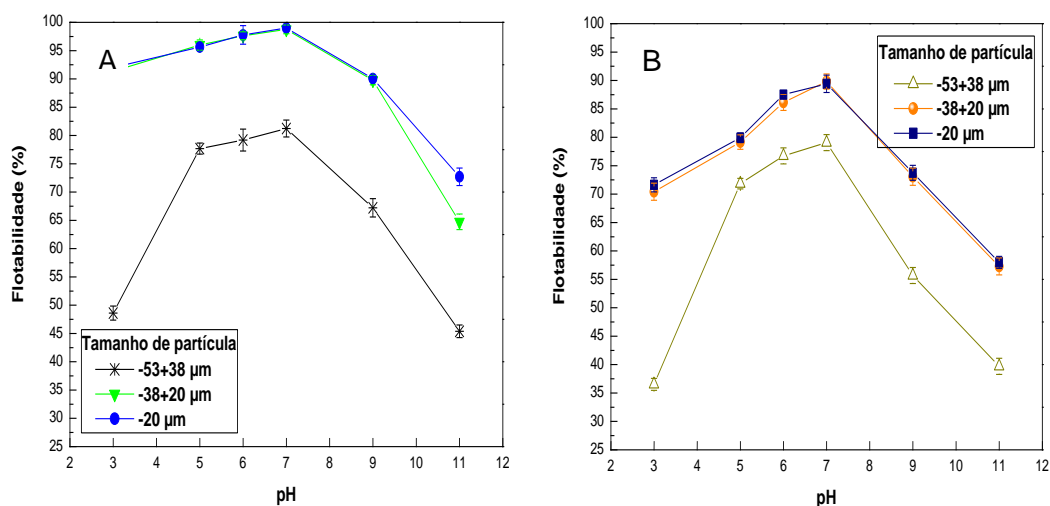 A
Flotabilidade (%)
100
95
90
85
80
75
70
65
60
55
50
45
40
35
30
25
Tamanho de partícula
-53+38 µm
-38+20 µm
-20 µm
2 3 4 5 6 7 8 9 10 11 12
pH
B
Flotabilidade (%)
100
95
90
85
80
75
70
65
60
55
50
45
40
35
30
25
Tamanho de partícula
-53+38 µm
-38+20 µm
-20 µm
2 3 4 5 6 7 8 9 10 11 12
pH